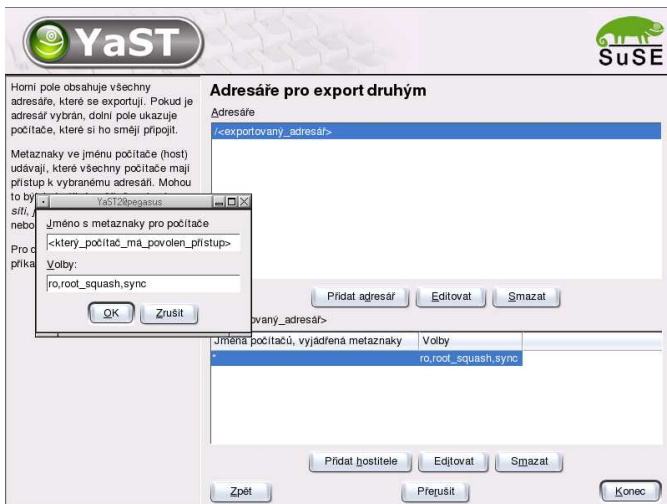 YaST
SuSE
Horní pole obsahuje všechny
adresáře, které se exportují. Pokud je
adresář vybrán, dolní pole ukazuje
počítače, které si ho smějí připojit.
Metaznaky ve jménu počítače (host)
udávají, které všechny počítače mají
přístup k vybranému adresáři. Mohou
to bý
síti, j
nebo
Pro d
příka
YaST2@pegasus
Jméno s metaznaky pro počítače
<který_počítač_má_povolen_přístup>
Volby:
ro,root_squash,sync
OK Zrušit
Adresáře pro export druhým
Adresáře
/<exportovaný_adresář>
Přidat adresář Editovat Smazat
ovaný_adresář>
Jména počítačů, vyjádřená metaznaky Volby
* ro,root_squash,sync
Přidat hostitele Editovat Smazat
Zpět Přerušit Konec